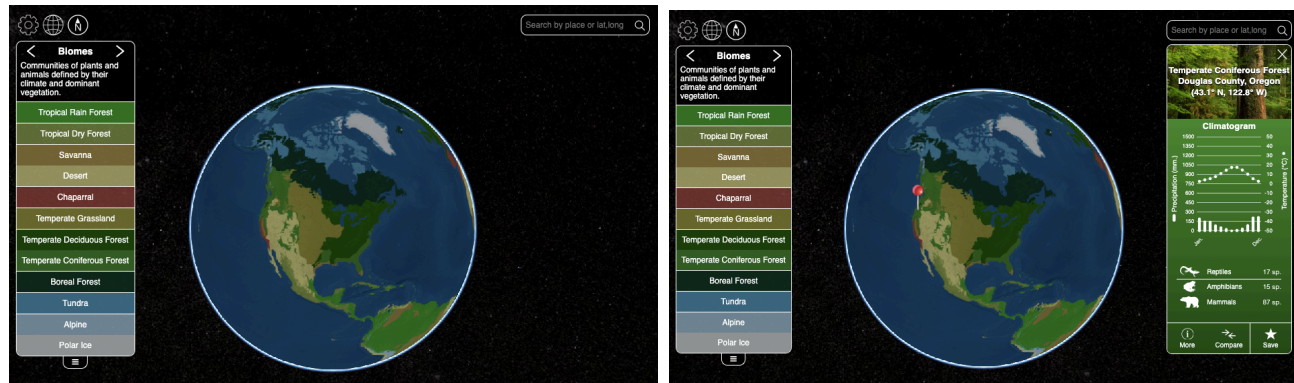 N
Search by place or lat,long
Biomes
Communities of plants and
animals defined by their
climate and dominant
vegetation.
Tropical Rain Forest
Tropical Dry Forest
Savanna
Desert
Chaparral
Temperate Grassland
Temperate Deciduous Forest
Temperate Coniferous Forest
Boreal Forest
Tundra
Alpine
Polar Ice
N
Search by place or lat,long
Biomes
Communities of plants and
animals defined by their
climate and dominant
vegetation.
Tropical Rain Forest
Tropical Dry Forest
Savanna
Desert
Chaparral
Temperate Grassland
Temperate Deciduous Forest
Temperate Coniferous Forest
Boreal Forest
Tundra
Alpine
Polar Ice
Temperate Coniferous Forest
Douglas County, Oregon
(43.1° N, 122.8° W)
Climatogram
Precipitation (mm.)
1500
1350
1200
1050
900
750
600
450
300
150
0
50
40
30
20
10
0
-10
-20
-30
-40
-50
Temperature (°C)
Jan.
Dec.
Reptiles 17 sp.
Amphibians 15 sp.
Mammals 87 sp.
More
Compare
Save